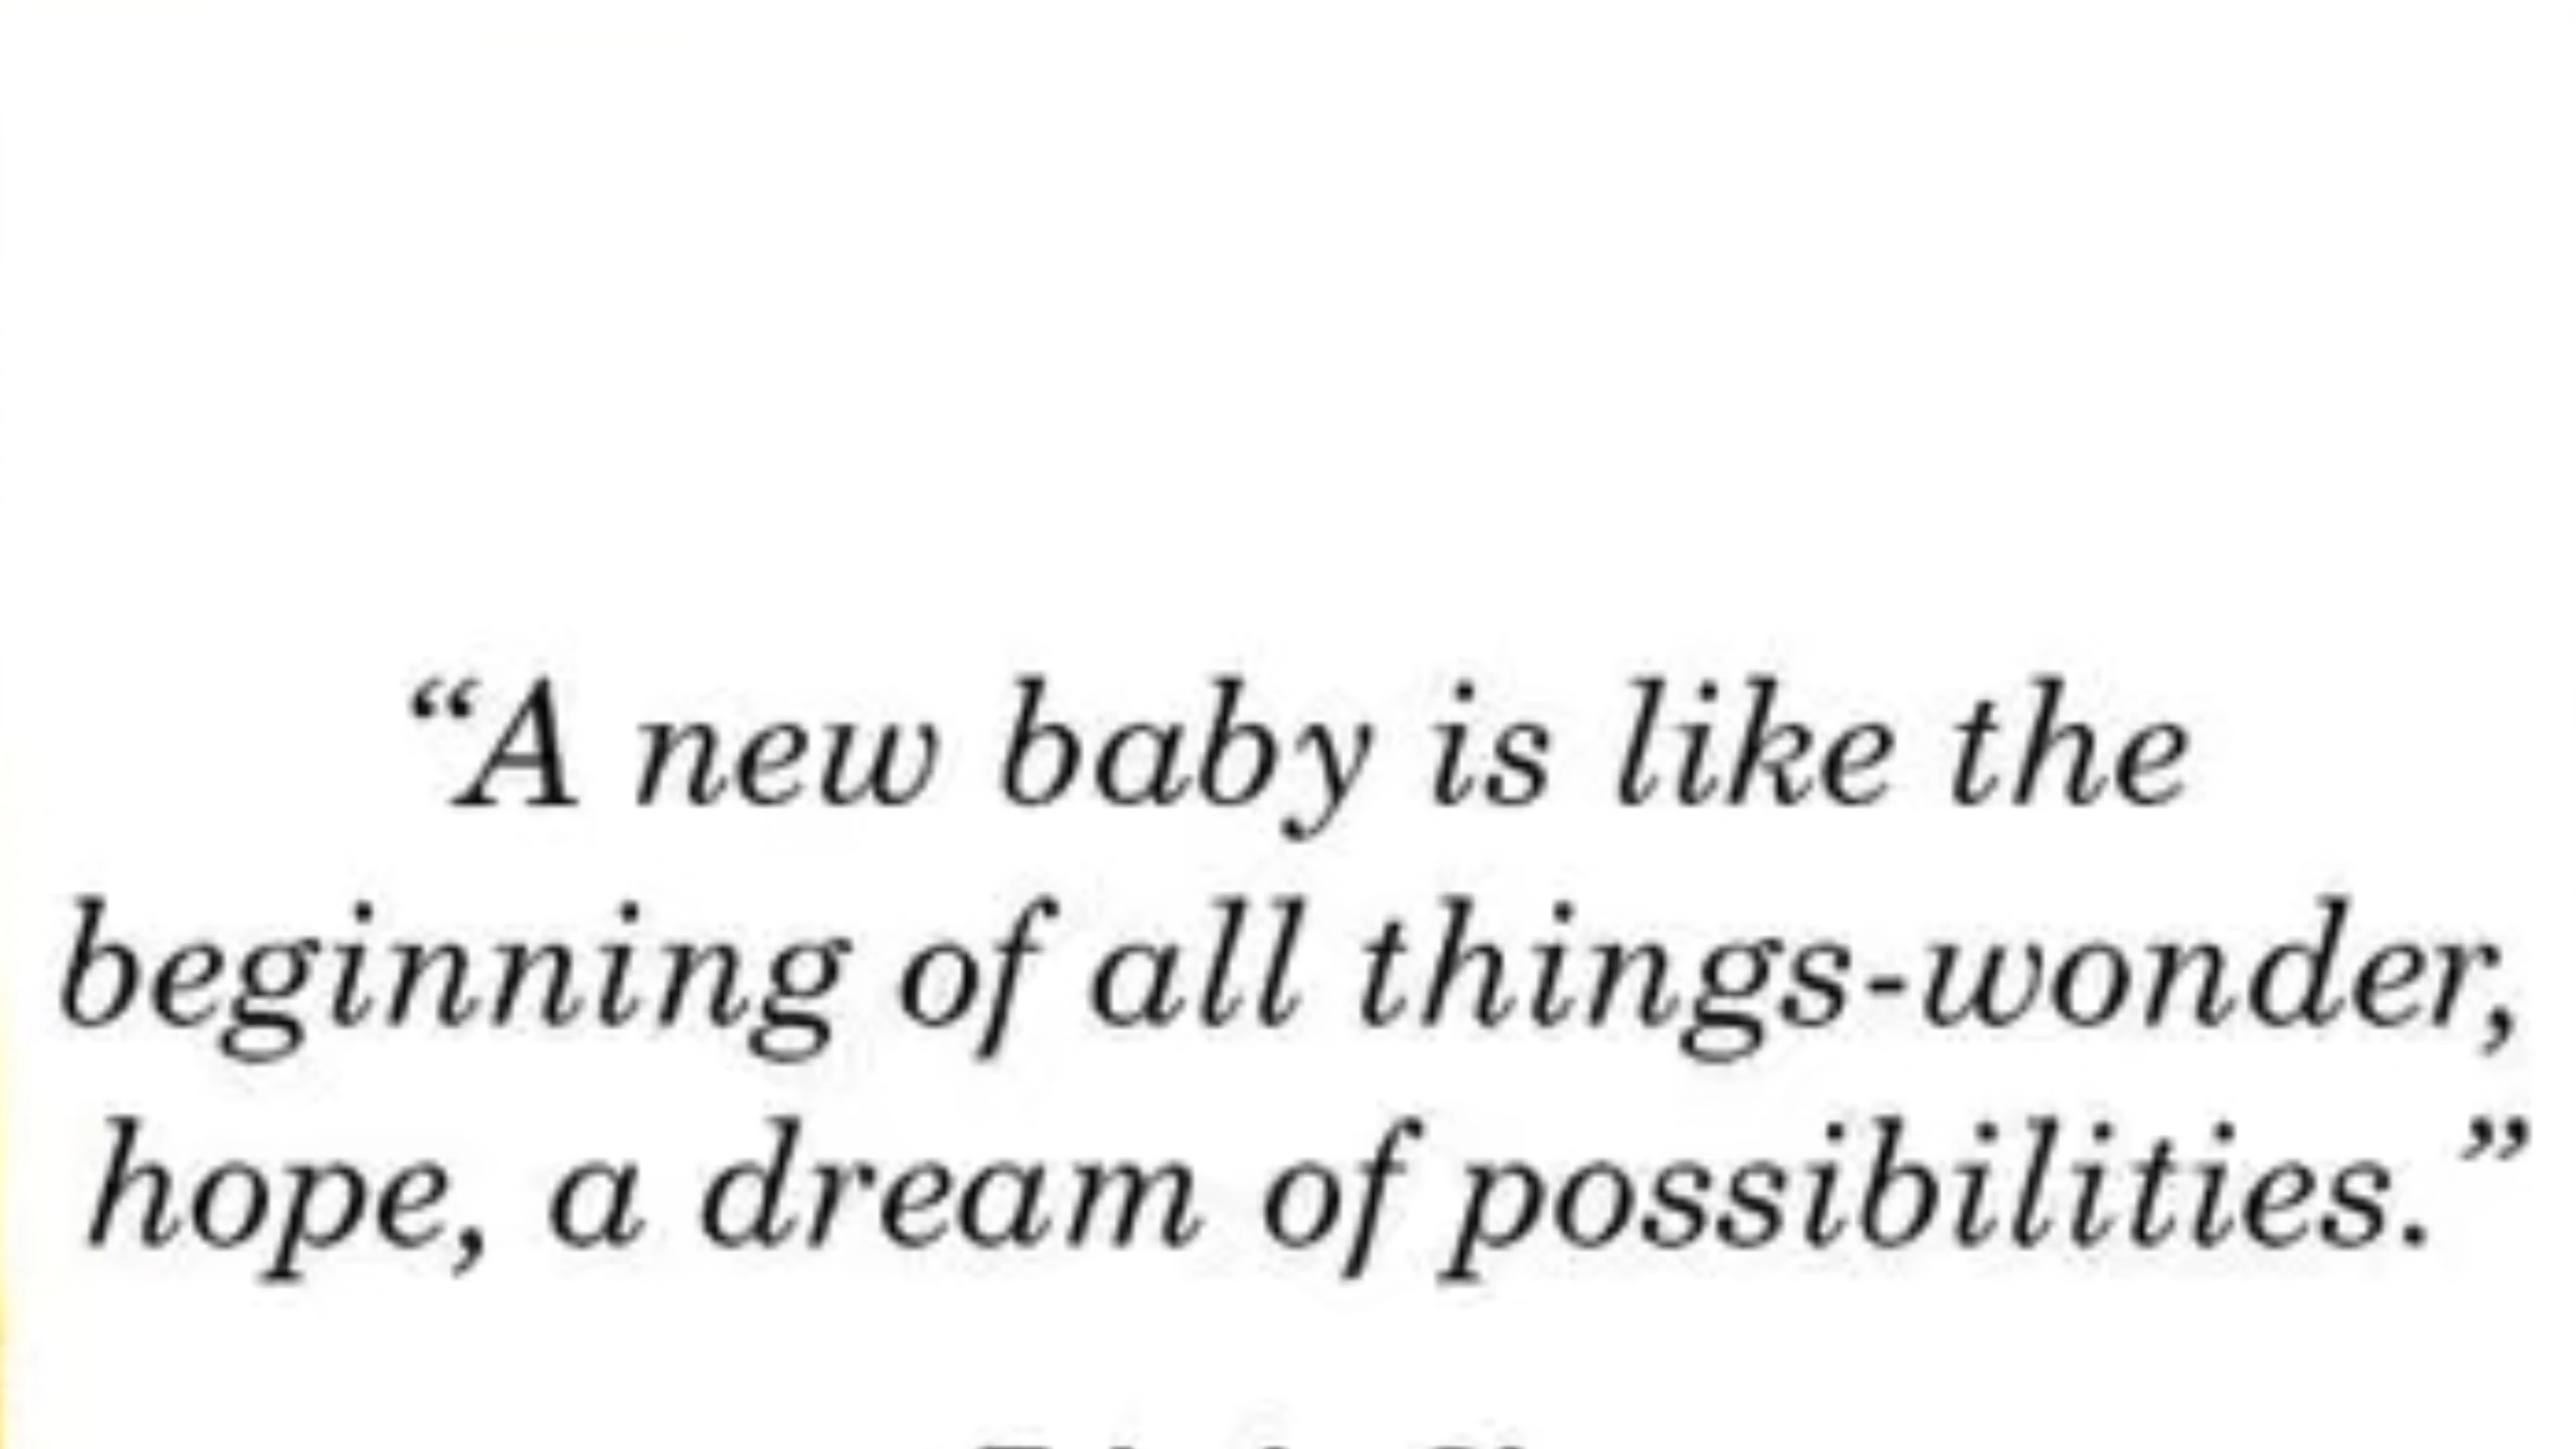 “A new baby is like the
beginning of all things-wonder,
hope, a dream of possibilities.”